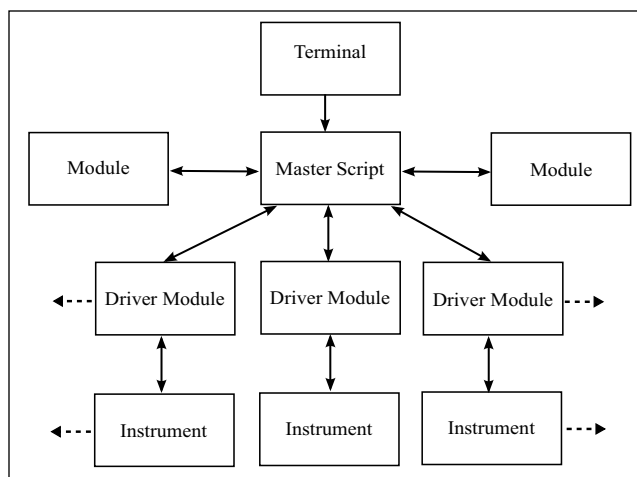 Terminal
Module
Master Script
Module
Driver Module
Driver Module
Driver Module
Instrument
Instrument
Instrument